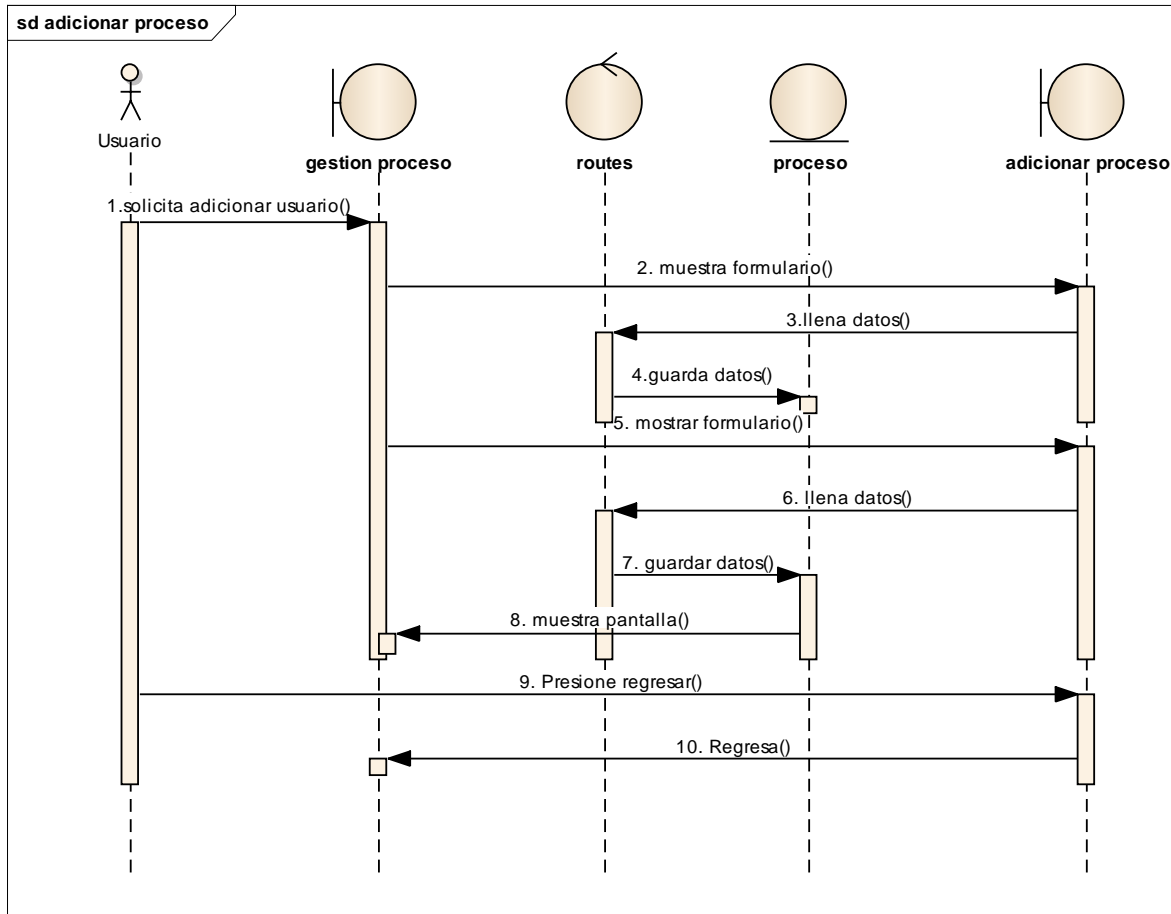 sd adicionar proceso
Usuario
gestion proceso
routes
proceso
adicionar proceso
1.solicita adicionar usuario()
2. muestra formulario()
3.llena datos()
4.guarda datos()
5. mostrar formulario()
6. llena datos()
7. guardar datos()
8. muestra pantalla()
9. Presione regresar()
10. Regresa()